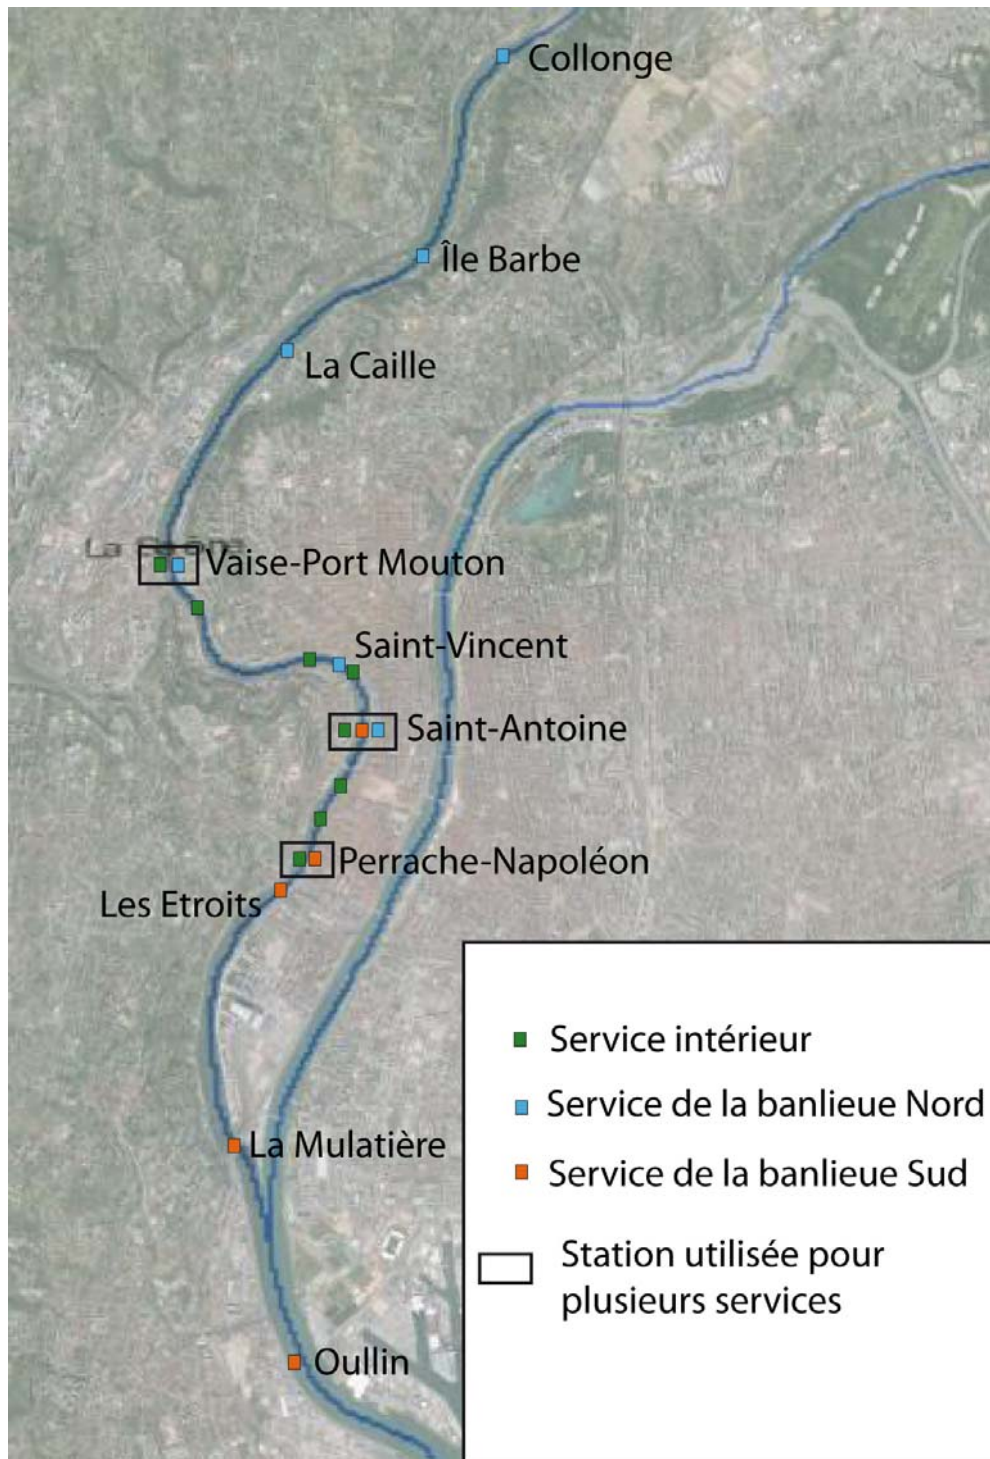 Collonge
Île Barbe
La Caille
Vaise-Port Mouton
Saint-Vincent
Saint-Antoine
Perrache-Napoléon
Les Etroits
La Mulatière
Oullin
Service intérieur
Service de la banlieue Nord
Service de la banlieue Sud
Station utilisée pour
plusieurs services